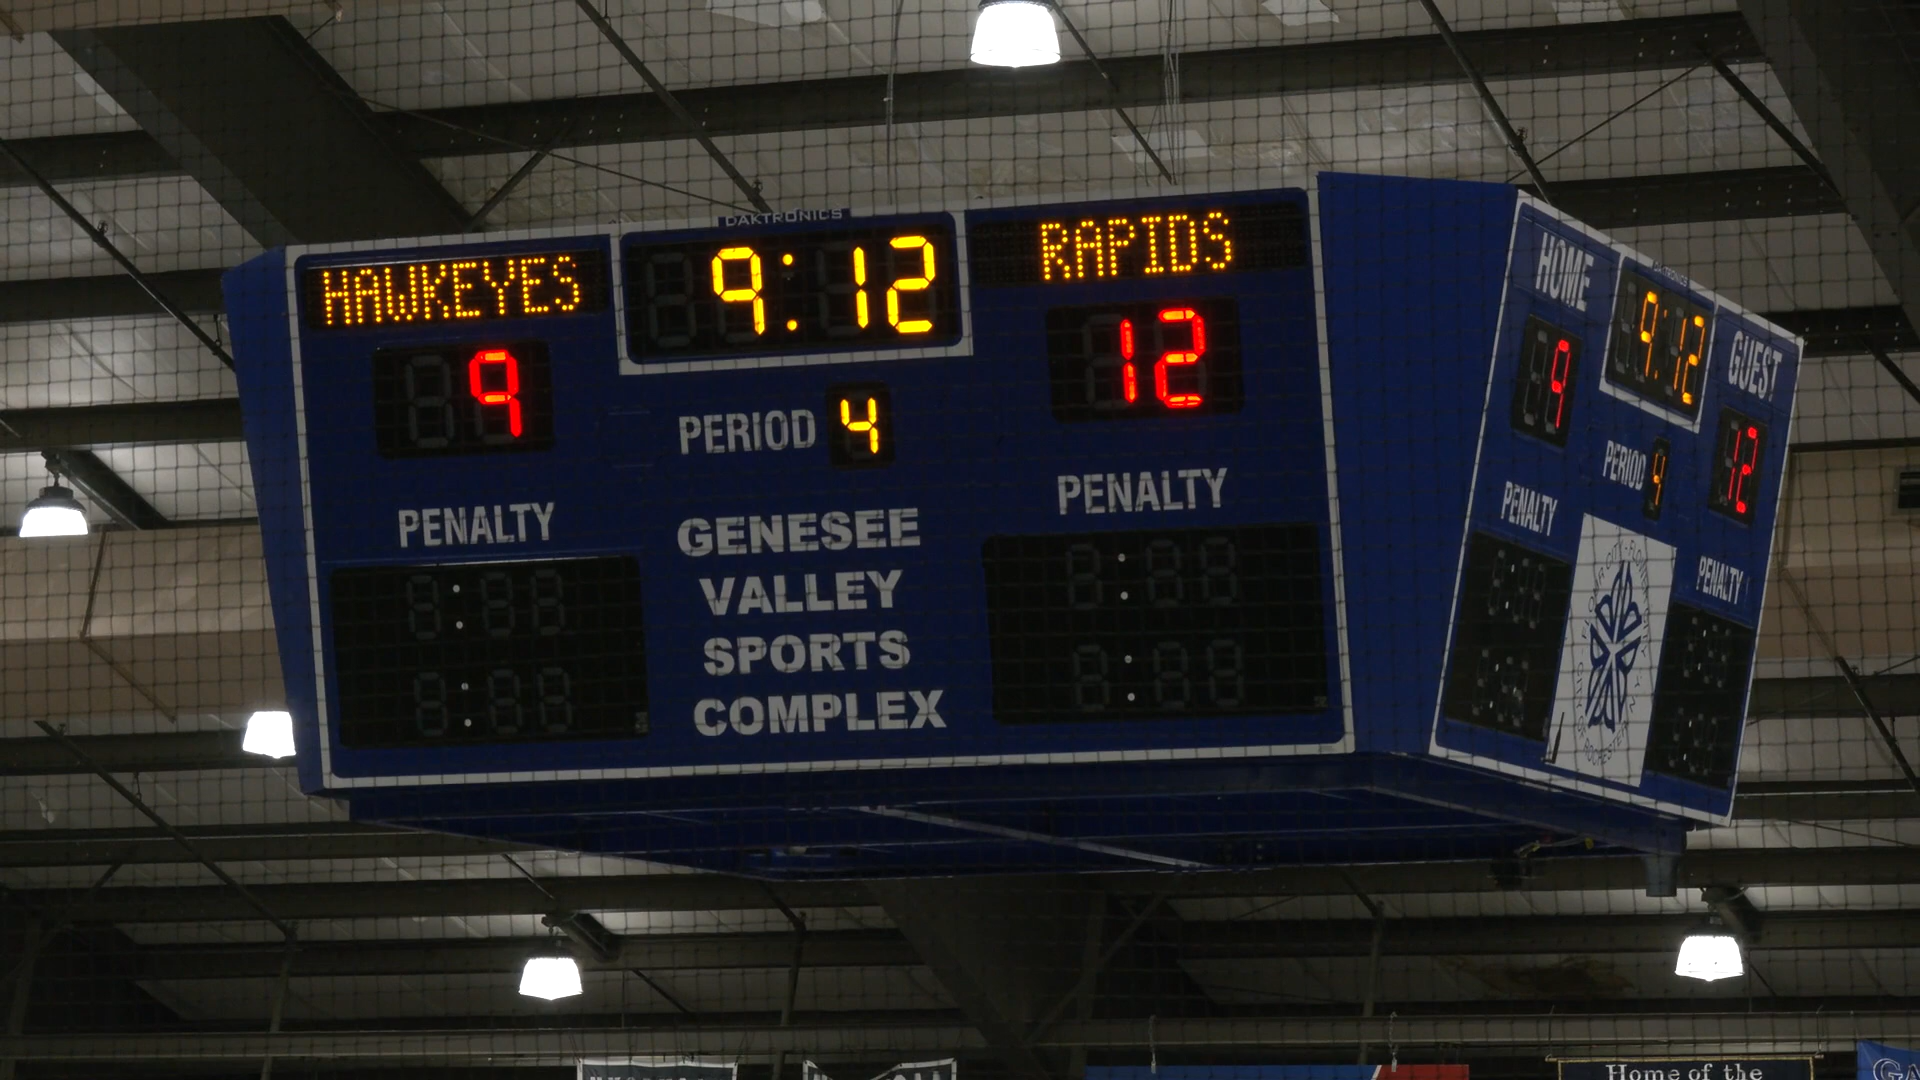 DAKTRONICS
HAWKEYES 9:12 RAPIDS
9 12
PERIOD 4
PENALTY PENALTY
GENESEE
VALLEY
SPORTS
COMPLEX
HOME 9:12 GUEST
9 12
PERIOD 4
PENALTY PENALTY
Home of the
GA